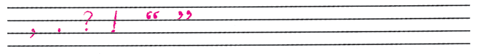 , . ? ! “ ”